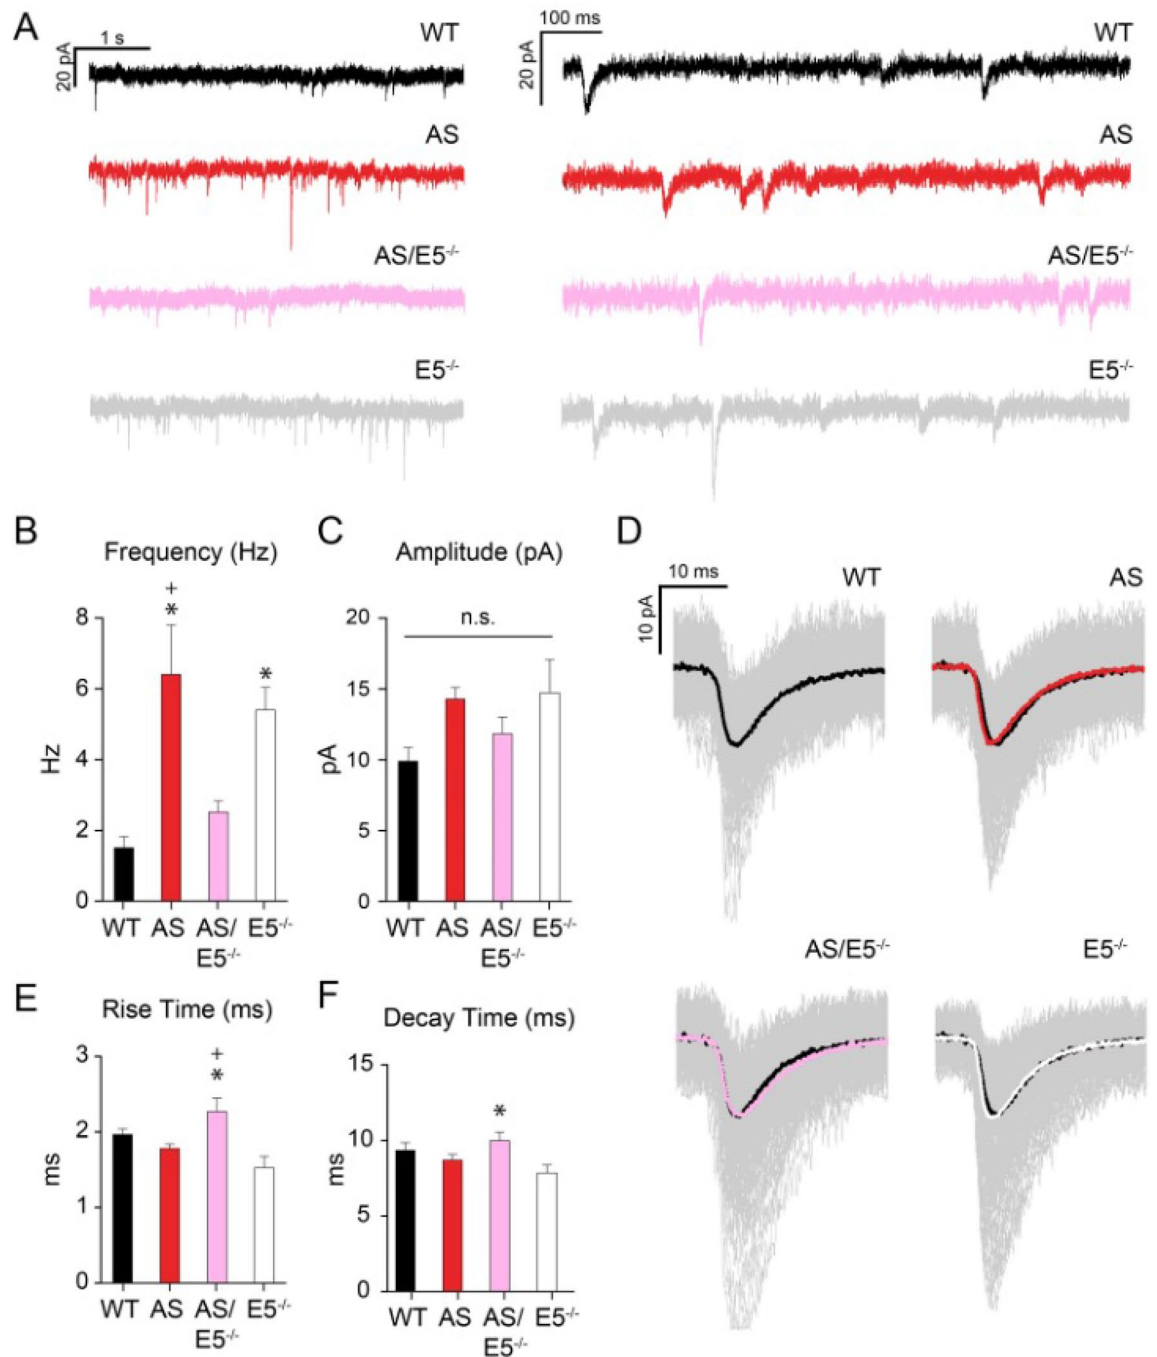 A
1 s
20 pA
WT
100 ms
20 pA
WT
AS
AS
AS/E5-/-
AS/E5-/-
E5-/-
E5-/-
B
Frequency (Hz)
8
6
4
2
0
Hz
+
*
*
WT AS AS/ E5-/-
E5-/-
C
Amplitude (pA)
20
15
10
5
0
pA
n.s.
WT AS AS/ E5-/-
E5-/-
D
10 ms
10 pA
WT
AS
AS/E5-/-
E5-/-
E
Rise Time (ms)
3
2
1
0
ms
+
*
WT AS AS/ E5-/-
E5-/-
F
Decay Time (ms)
15
10
5
0
ms
*
WT AS AS/ E5-/-
E5-/-